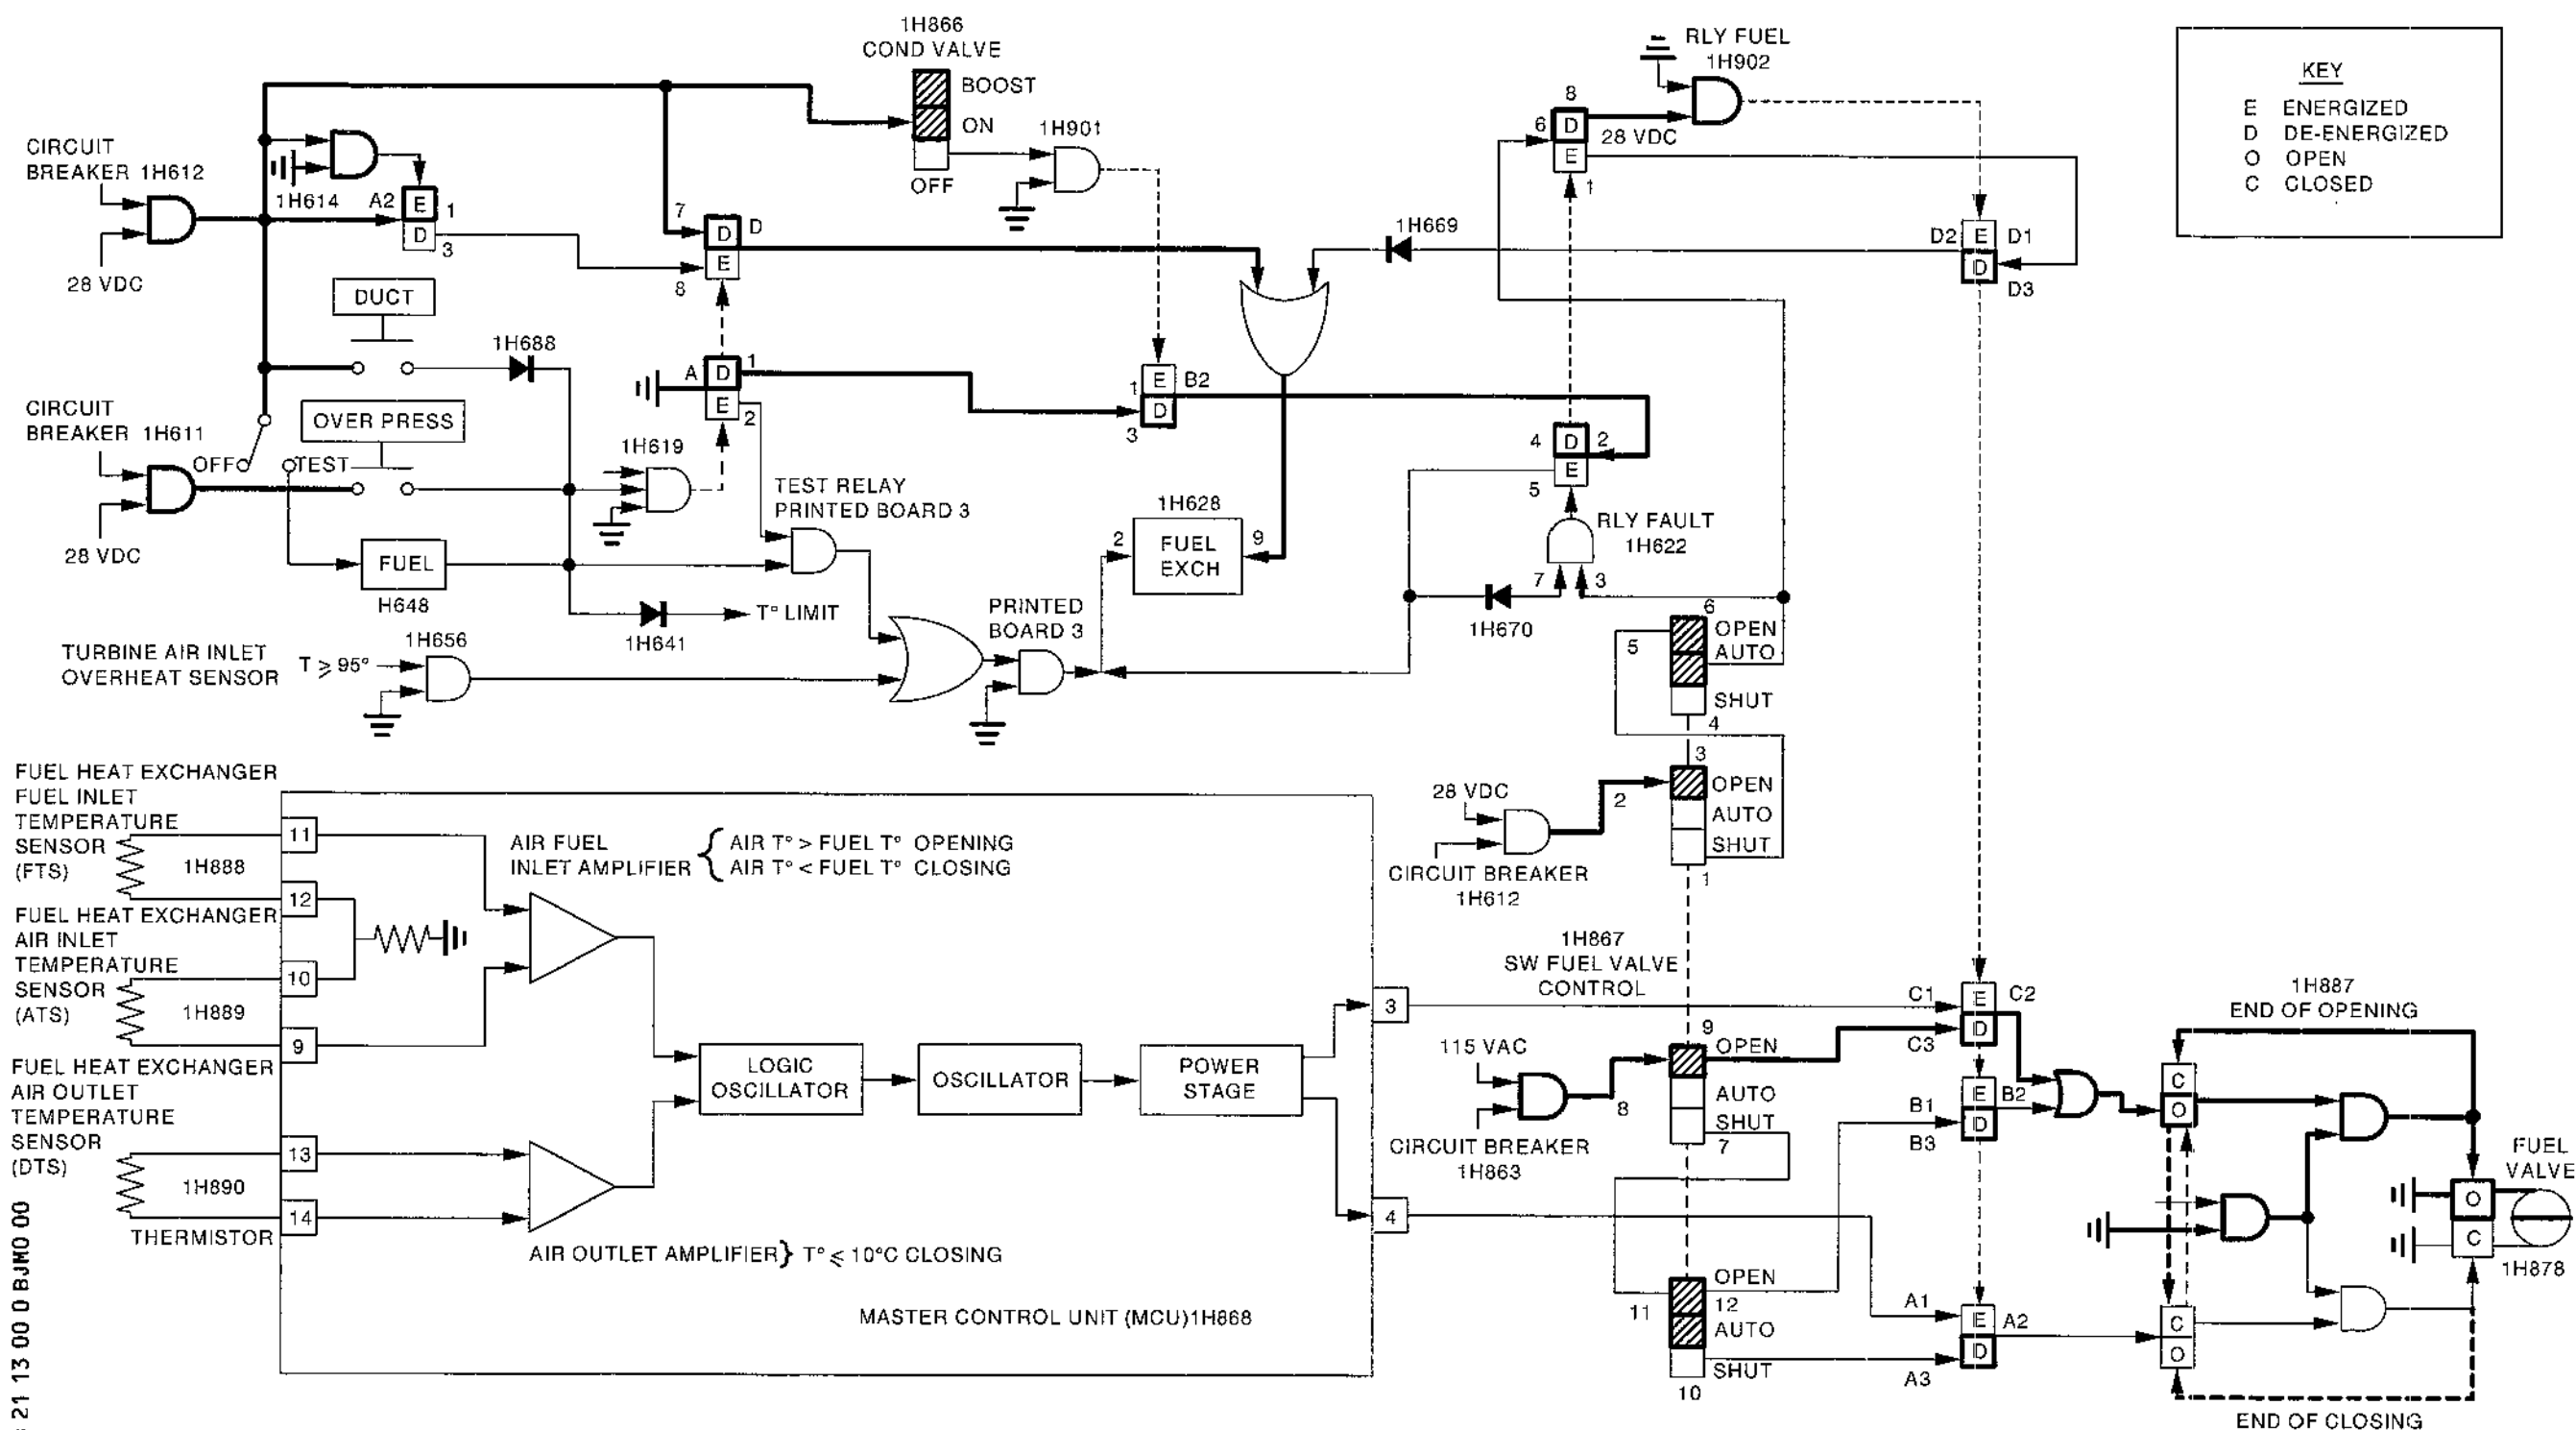 1H866
COND VALVE
BOOST
ON
OFF
1H901
RLY FUEL
1H902
8
6
D
28 VDC
E
1
KEY
E ENERGIZED
D DE-ENERGIZED
O OPEN
C CLOSED
CIRCUIT
BREAKER 1H612
28 VDC
1H614
A2
E
1
D
3
7
D
D
E
8
1H669
D2
E
D1
D
D3
DUCT
1H688
A
D
1
E
2
1
E
B2
D
3
CIRCUIT
BREAKER 1H611
OFF
TEST
OVER PRESS
28 VDC
1H619
4
D
2
E
5
TEST RELAY
PRINTED BOARD 3
1H628
2
FUEL
EXCH
9
RLY FAULT
1H622
7
3
FUEL
H648
T° LIMIT
1H641
PRINTED
BOARD 3
1H670
TURBINE AIR INLET
OVERHEAT SENSOR
T ⩾ 95°
1H656
6
5
OPEN
AUTO
SHUT
4
3
28 VDC
2
OPEN
AUTO
SHUT
1
CIRCUIT BREAKER
1H612
FUEL HEAT EXCHANGER
FUEL INLET
TEMPERATURE
SENSOR
(FTS)
1H888
11
12
AIR FUEL
INLET AMPLIFIER
AIR T° > FUEL T° OPENING
AIR T° < FUEL T° CLOSING
FUEL HEAT EXCHANGER
AIR INLET
TEMPERATURE
SENSOR
(ATS)
1H889
10
9
FUEL HEAT EXCHANGER
AIR OUTLET
TEMPERATURE
SENSOR
(DTS)
1H890
13
14
THERMISTOR
LOGIC
OSCILLATOR
OSCILLATOR
POWER
STAGE
3
4
AIR OUTLET AMPLIFIER } T° ⩽ 10°C CLOSING
MASTER CONTROL UNIT (MCU)1H868
1H867
SW FUEL VALVE
CONTROL
9
115 VAC
OPEN
AUTO
SHUT
8
7
CIRCUIT BREAKER
1H863
11
OPEN
12
AUTO
SHUT
10
C1
E
C2
D
C3
B1
E
B2
D
B3
A1
E
A2
D
A3
1H887
END OF OPENING
C
O
C
O
FUEL
VALVE
O
C
1H878
END OF CLOSING
21 13 00 0 BJM0 00